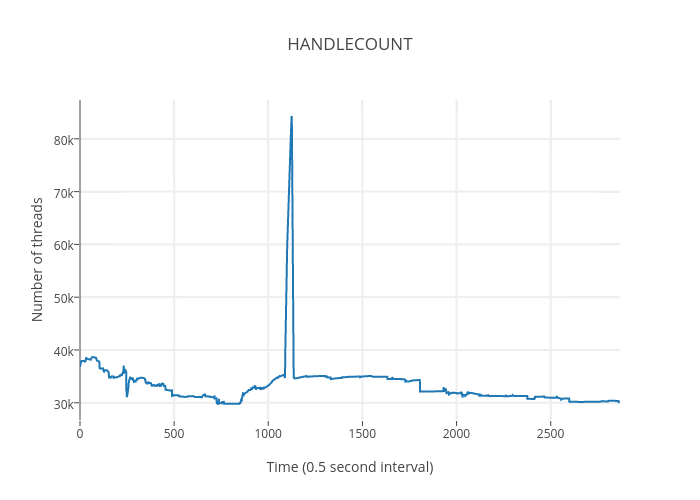 HANDLECOUNT
80k
70k
60k
50k
40k
30k
Number of threads
0 500 1000 1500 2000 2500
Time (0.5 second interval)